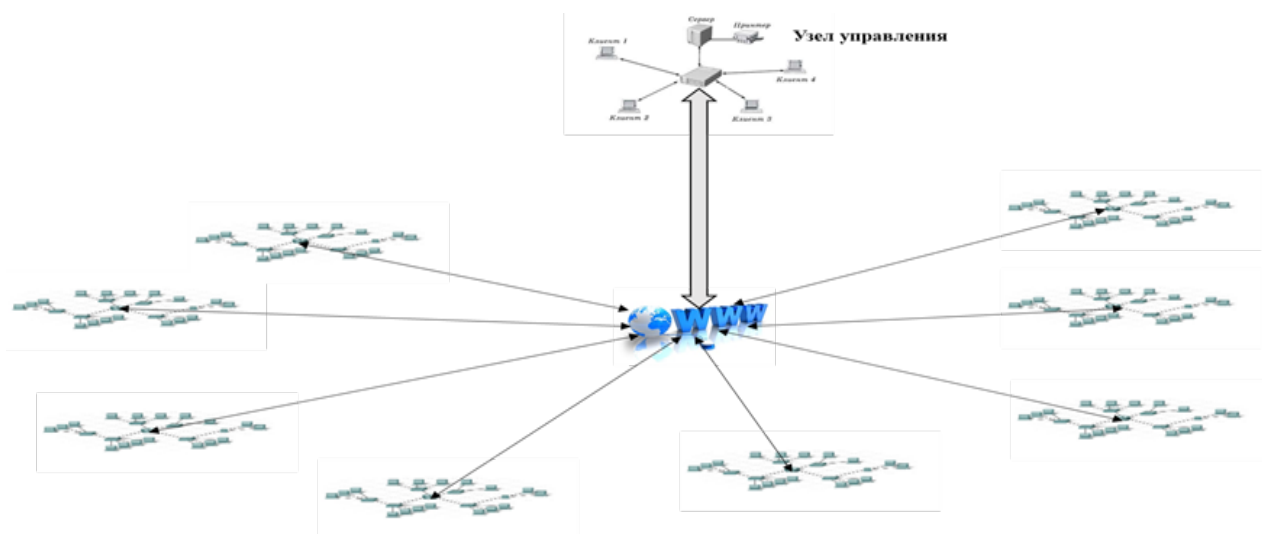 Сервер
Принтер
Узел управления
Клиент 1
Клиент 4
Клиент 2
Клиент 3
WWW